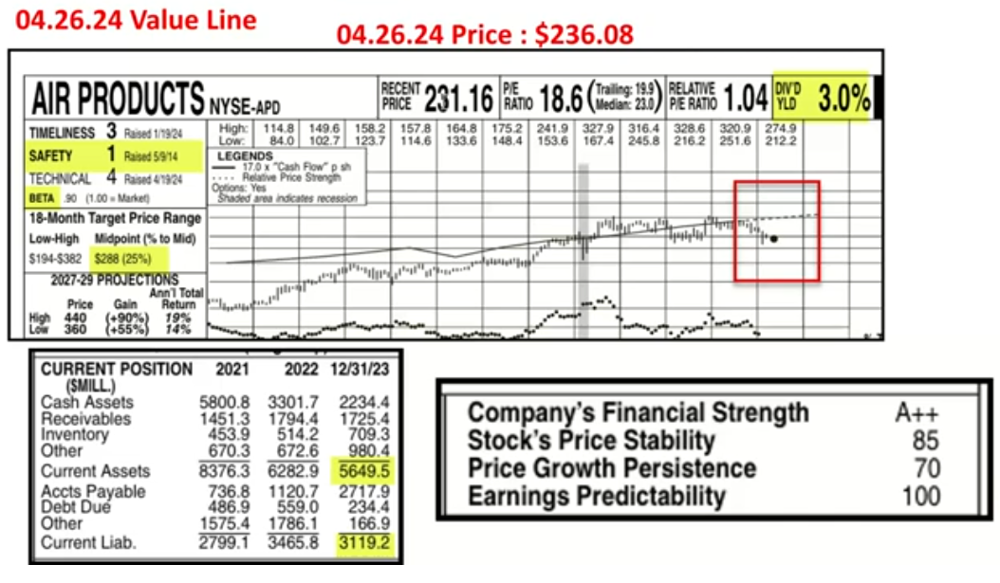 04.26.24 Value Line
04.26.24 Price : $236.08
AIR PRODUCTS NYSE-APD RECENT PRICE 231.16 P/E RATIO 18.6 (Trailing: 19.9 Median: 23.0) RELATIVE P/E RATIO 1.04 DIV'D YLD 3.0%
TIMELINESS 3 Raised 1/19/24
SAFETY 1 Raised 5/9/14
TECHNICAL 4 Raised 4/19/24
BETA .90 (1.00 = Market)
18-Month Target Price Range
Low-High Midpoint (% to Mid)
$194-$382 $288 (25%)
2027-29 PROJECTIONS
Ann'l Total
Price Gain Return
High 440 (+90%) 19%
Low 360 (+55%) 14%
High: 114.8 149.6 158.2 157.8 164.8 175.2 241.9 327.9 316.4 328.6 320.9 274.9
Low: 84.0 102.7 123.7 114.6 133.6 148.4 153.6 167.4 245.8 216.2 251.6 212.2
LEGENDS
17.0 x "Cash Flow" p sh
Relative Price Strength
Options: Yes
Shaded area indicates recession
CURRENT POSITION 2021 2022 12/31/23
($MILL.)
Cash Assets 5800.8 3301.7 2234.4
Receivables 1451.3 1794.4 1725.4
Inventory 453.9 514.2 709.3
Other 670.3 672.6 980.4
Current Assets 8376.3 6282.9 5649.5
Accts Payable 736.8 1120.7 2717.9
Debt Due 486.9 559.0 234.4
Other 1575.4 1786.1 166.9
Current Liab. 2799.1 3465.8 3119.2
Company's Financial Strength A++
Stock's Price Stability 85
Price Growth Persistence 70
Earnings Predictability 100